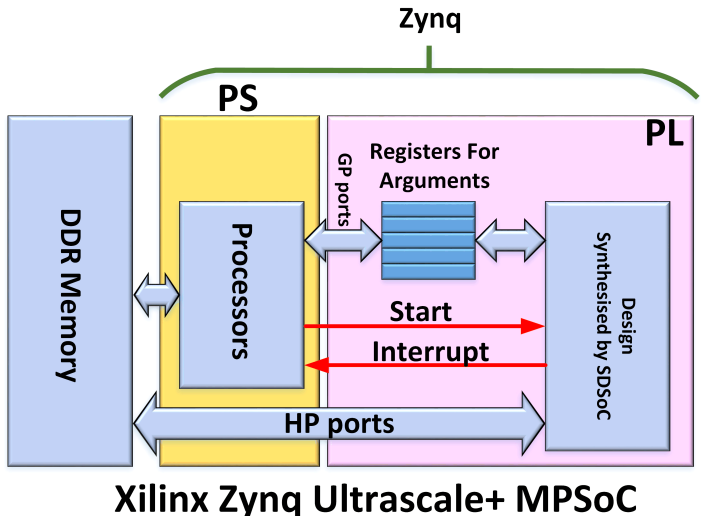 Zynq
PS
PL
DDR Memory
Processors
GP ports
Registers For
Arguments
Design
Synthesised by SDSoC
Start
Interrupt
HP ports
Xilinx Zynq Ultrascale+ MPSoC